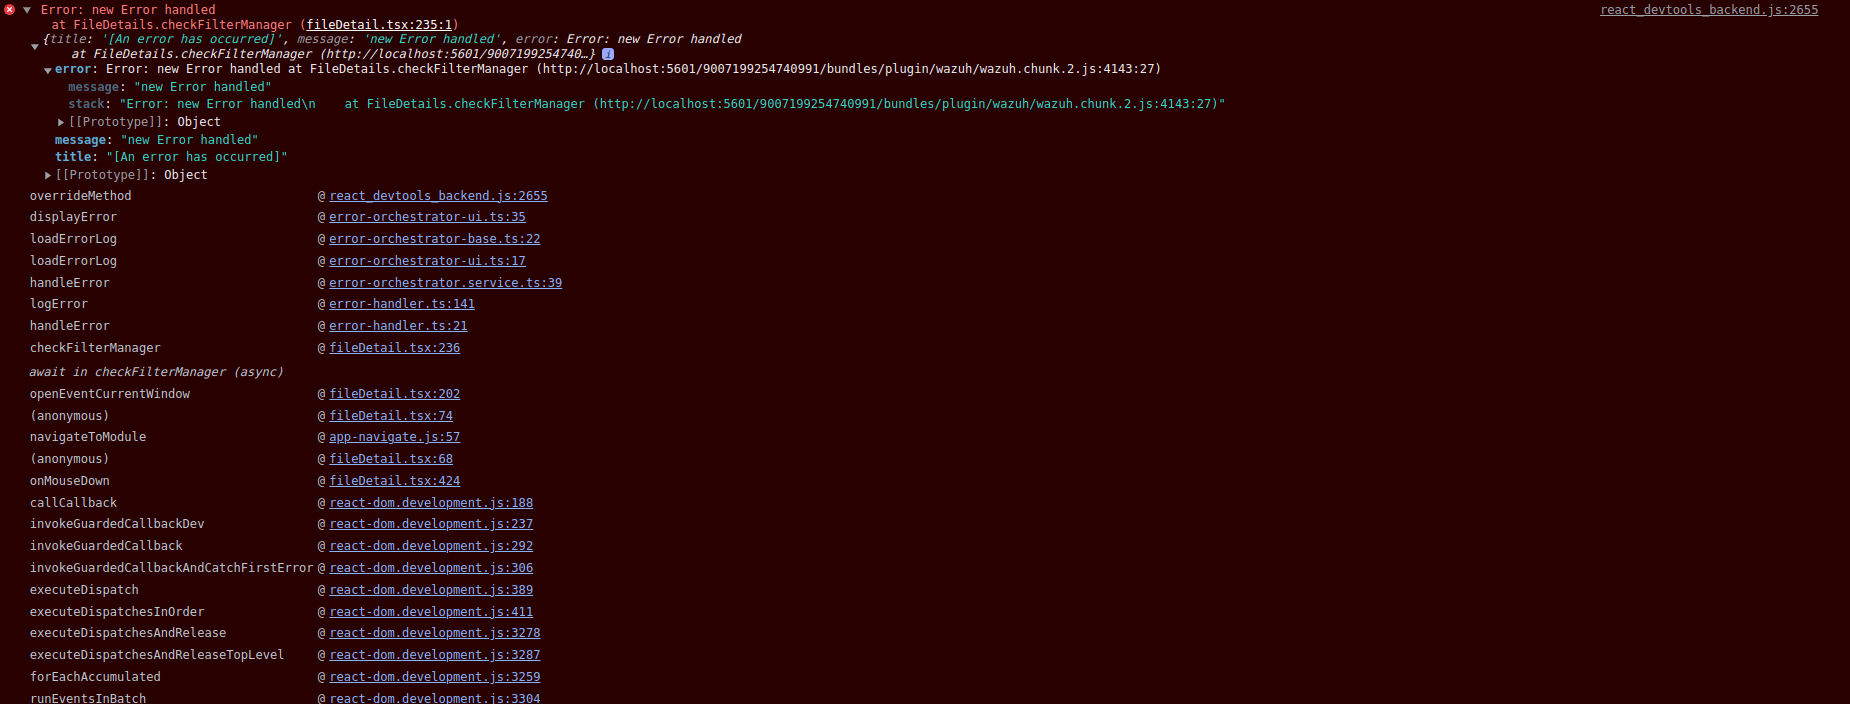 Error: new Error handled react_devtools_backend.js:2655
at FileDetails.checkFilterManager (fileDetail.tsx:235:1)
{title: '[An error has occurred]', message: 'new Error handled', error: Error: new Error handled
at FileDetails.checkFilterManager (http://localhost:5601/9007199254740…} i
error: Error: new Error handled at FileDetails.checkFilterManager (http://localhost:5601/9007199254740991/bundles/plugin/wazuh/wazuh.chunk.2.js:4143:27)
message: "new Error handled"
stack: "Error: new Error handled\n    at FileDetails.checkFilterManager (http://localhost:5601/9007199254740991/bundles/plugin/wazuh/wazuh.chunk.2.js:4143:27)"
[[Prototype]]: Object
message: "new Error handled"
title: "[An error has occurred]"
[[Prototype]]: Object
overrideMethod @ react_devtools_backend.js:2655
displayError @ error-orchestrator-ui.ts:35
loadErrorLog @ error-orchestrator-base.ts:22
loadErrorLog @ error-orchestrator-ui.ts:17
handleError @ error-orchestrator.service.ts:39
logError @ error-handler.ts:141
handleError @ error-handler.ts:21
checkFilterManager @ fileDetail.tsx:236
await in checkFilterManager (async)
openEventCurrentWindow @ fileDetail.tsx:202
(anonymous) @ fileDetail.tsx:74
navigateToModule @ app-navigate.js:57
(anonymous) @ fileDetail.tsx:68
onMouseDown @ fileDetail.tsx:424
callCallback @ react-dom.development.js:188
invokeGuardedCallbackDev @ react-dom.development.js:237
invokeGuardedCallback @ react-dom.development.js:292
invokeGuardedCallbackAndCatchFirstError @ react-dom.development.js:306
executeDispatch @ react-dom.development.js:389
executeDispatchesInOrder @ react-dom.development.js:411
executeDispatchesAndRelease @ react-dom.development.js:3278
executeDispatchesAndReleaseTopLevel @ react-dom.development.js:3287
forEachAccumulated @ react-dom.development.js:3259
runEventsInBatch @ react-dom.development.js:3304